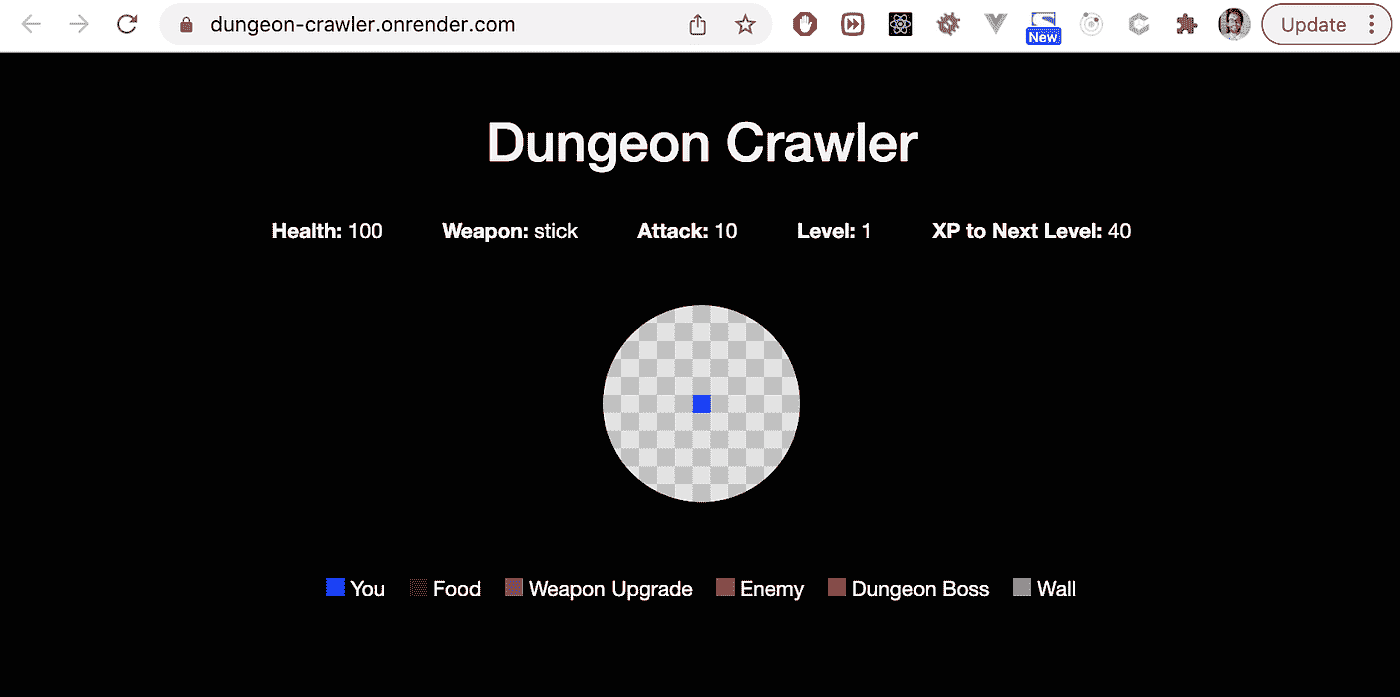 dungeon-crawler.onrender.com
New
Update
Dungeon Crawler
Health: 100 Weapon: stick Attack: 10 Level: 1 XP to Next Level: 40
You Food Weapon Upgrade Enemy Dungeon Boss Wall